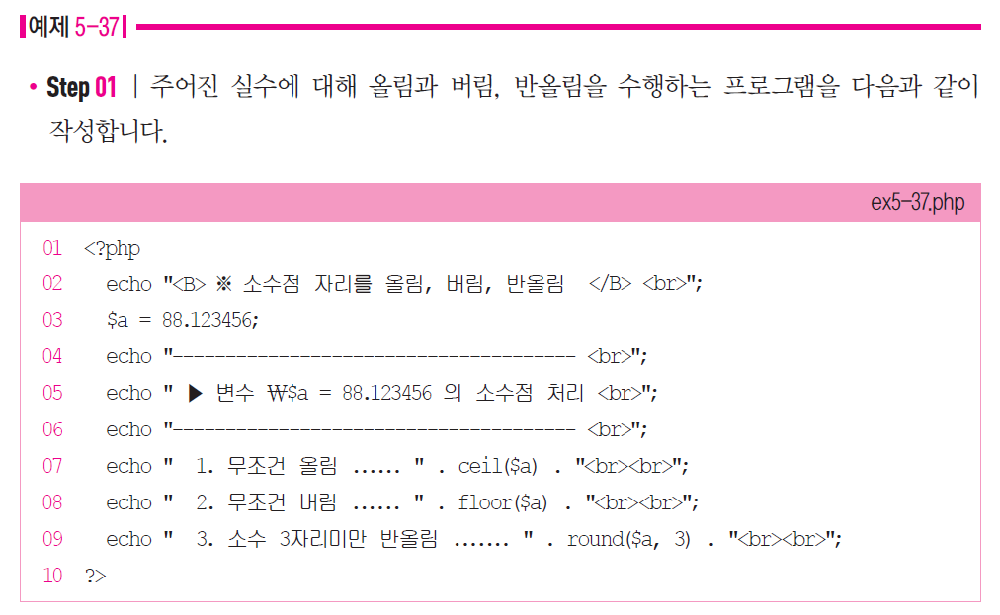 예제 5-37
• Step 01 | 주어진 실수에 대해 올림과 버림, 반올림을 수행하는 프로그램을 다음과 같이
작성합니다.
ex5-37.php
01 <?php
02 echo "<B> ※ 소수점 자리를 올림, 버림, 반올림 </B> <br>";
03 $a = 88.123456;
04 echo "-------------------------------------- <br>";
05 echo " ▶ 변수 ₩$a = 88.123456 의 소수점 처리 <br>";
06 echo "-------------------------------------- <br>";
07 echo " 1. 무조건 올림 ...... " . ceil($a) . "<br><br>";
08 echo " 2. 무조건 버림 ...... " . floor($a) . "<br><br>";
09 echo " 3. 소수 3자리미만 반올림 ....... " . round($a, 3) . "<br><br>";
10 ?>